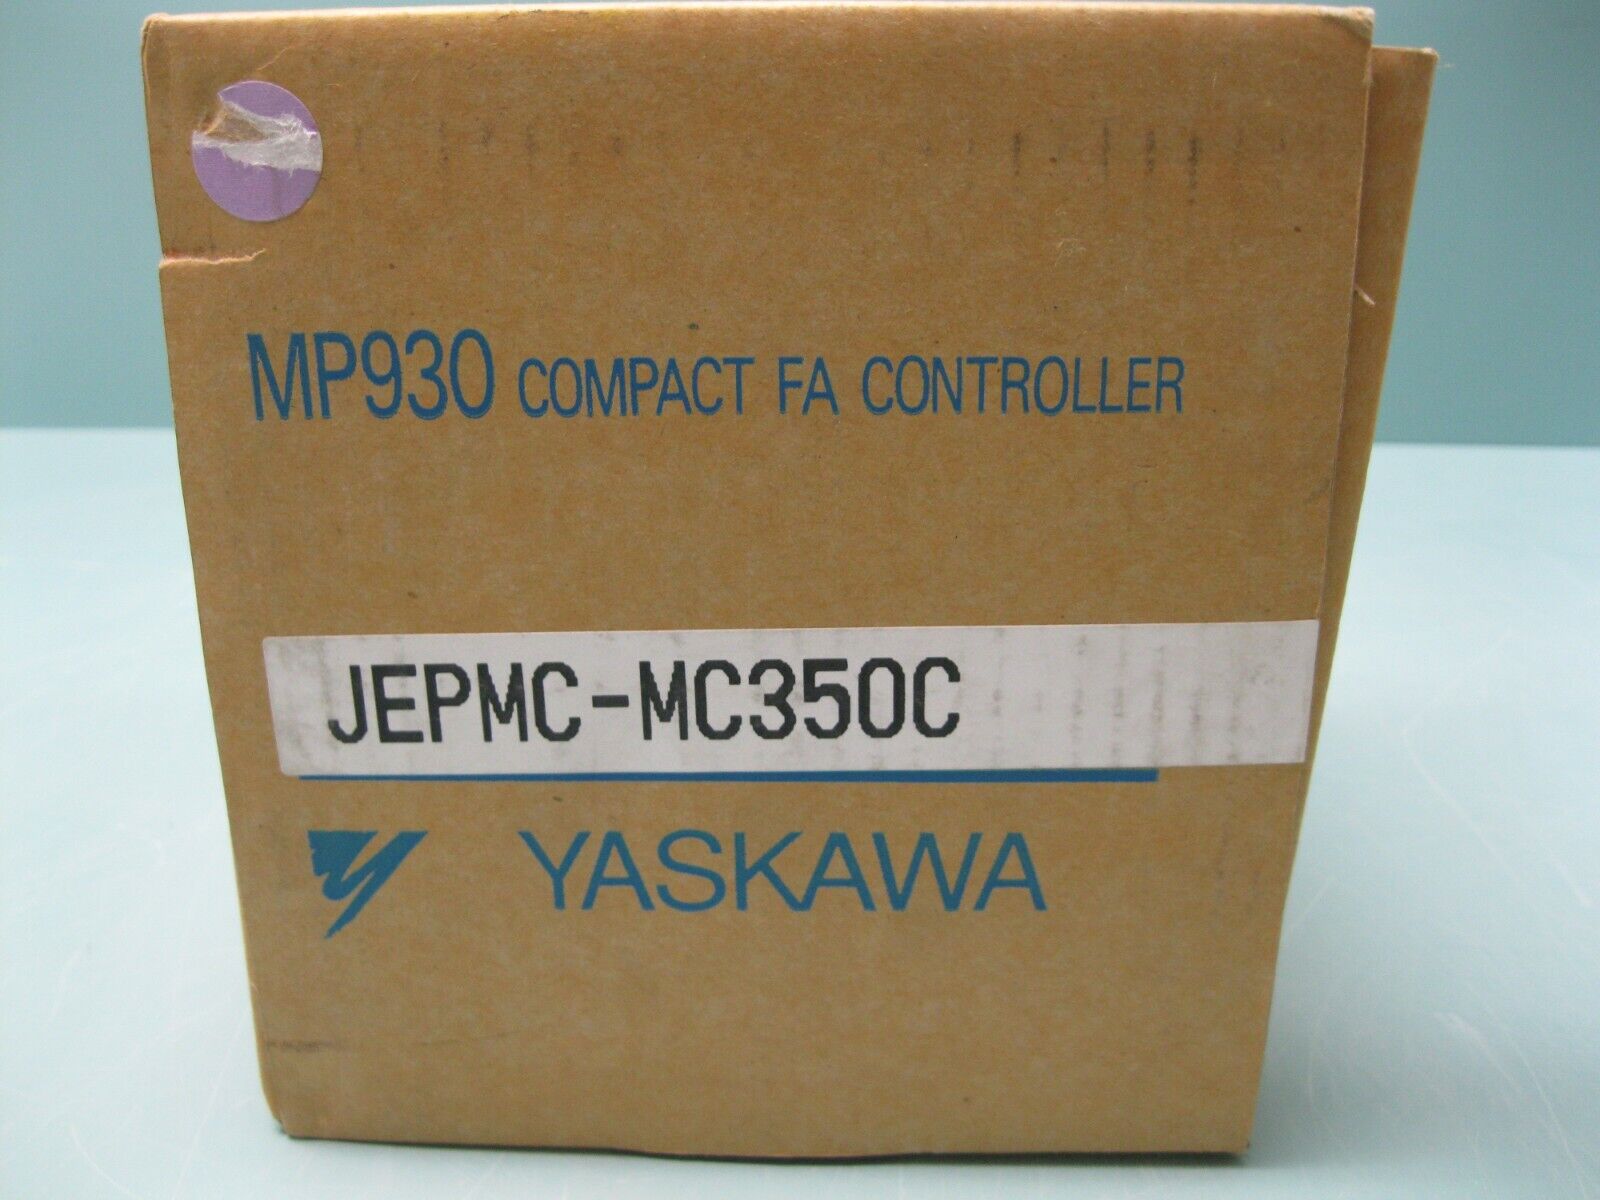 MP930 COMPACT FA CONTROLLER
JEPMC-MC350C
YASKAWA